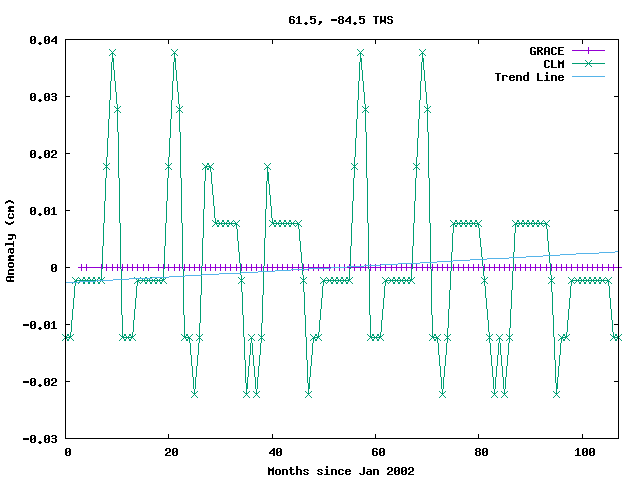 61.5, -84.5 TWS
GRACE
CLM
Trend Line
0.04
0.03
0.02
0.01
0
-0.01
-0.02
-0.03
Anomaly (cm)
0 20 40 60 80 100
Months since Jan 2002